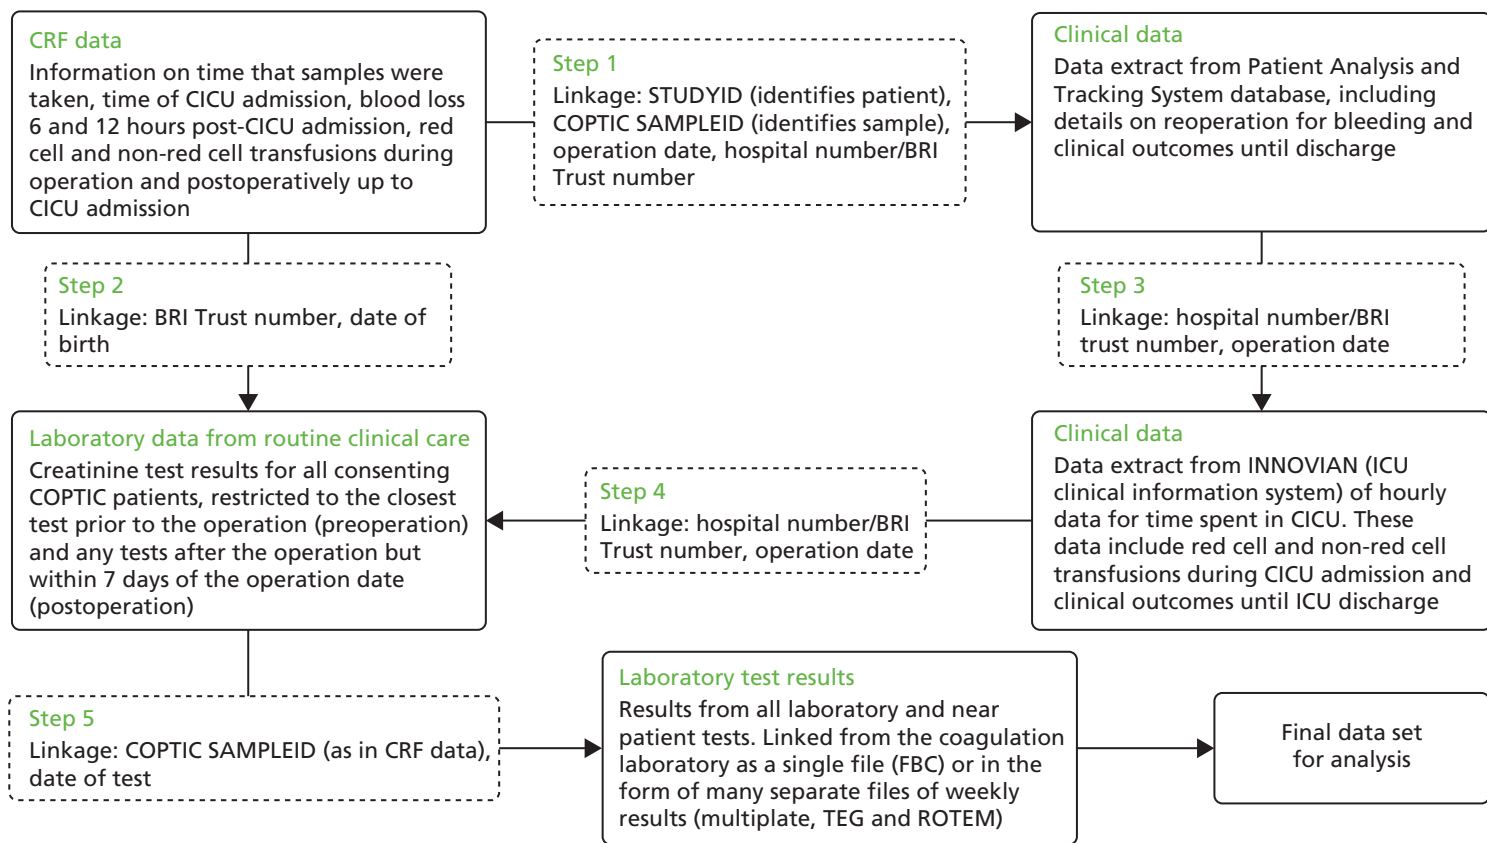 CRF data
Information on time that samples were
taken, time of CICU admission, blood loss
6 and 12 hours post-CICU admission, red
cell and non-red cell transfusions during
operation and postoperatively up to
CICU admission
Step 1
Linkage: STUDYID (identifies patient),
COPTIC SAMPLEID (identifies sample),
operation date, hospital number/BRI
Trust number
Clinical data
Data extract from Patient Analysis and
Tracking System database, including
details on reoperation for bleeding and
clinical outcomes until discharge
Step 2
Linkage: BRI Trust number, date of
birth
Step 3
Linkage: hospital number/BRI
trust number, operation date
Laboratory data from routine clinical care
Creatinine test results for all consenting
COPTIC patients, restricted to the closest
test prior to the operation (preoperation)
and any tests after the operation but
within 7 days of the operation date
(postoperation)
Step 4
Linkage: hospital number/BRI
Trust number, operation date
Clinical data
Data extract from INNOVIAN (ICU
clinical information system) of hourly
data for time spent in CICU. These
data include red cell and non-red cell
transfusions during CICU admission and
clinical outcomes until ICU discharge
Step 5
Linkage: COPTIC SAMPLEID (as in CRF data),
date of test
Laboratory test results
Results from all laboratory and near
patient tests. Linked from the coagulation
laboratory as a single file (FBC) or in the
form of many separate files of weekly
results (multiplate, TEG and ROTEM)
Final data set
for analysis